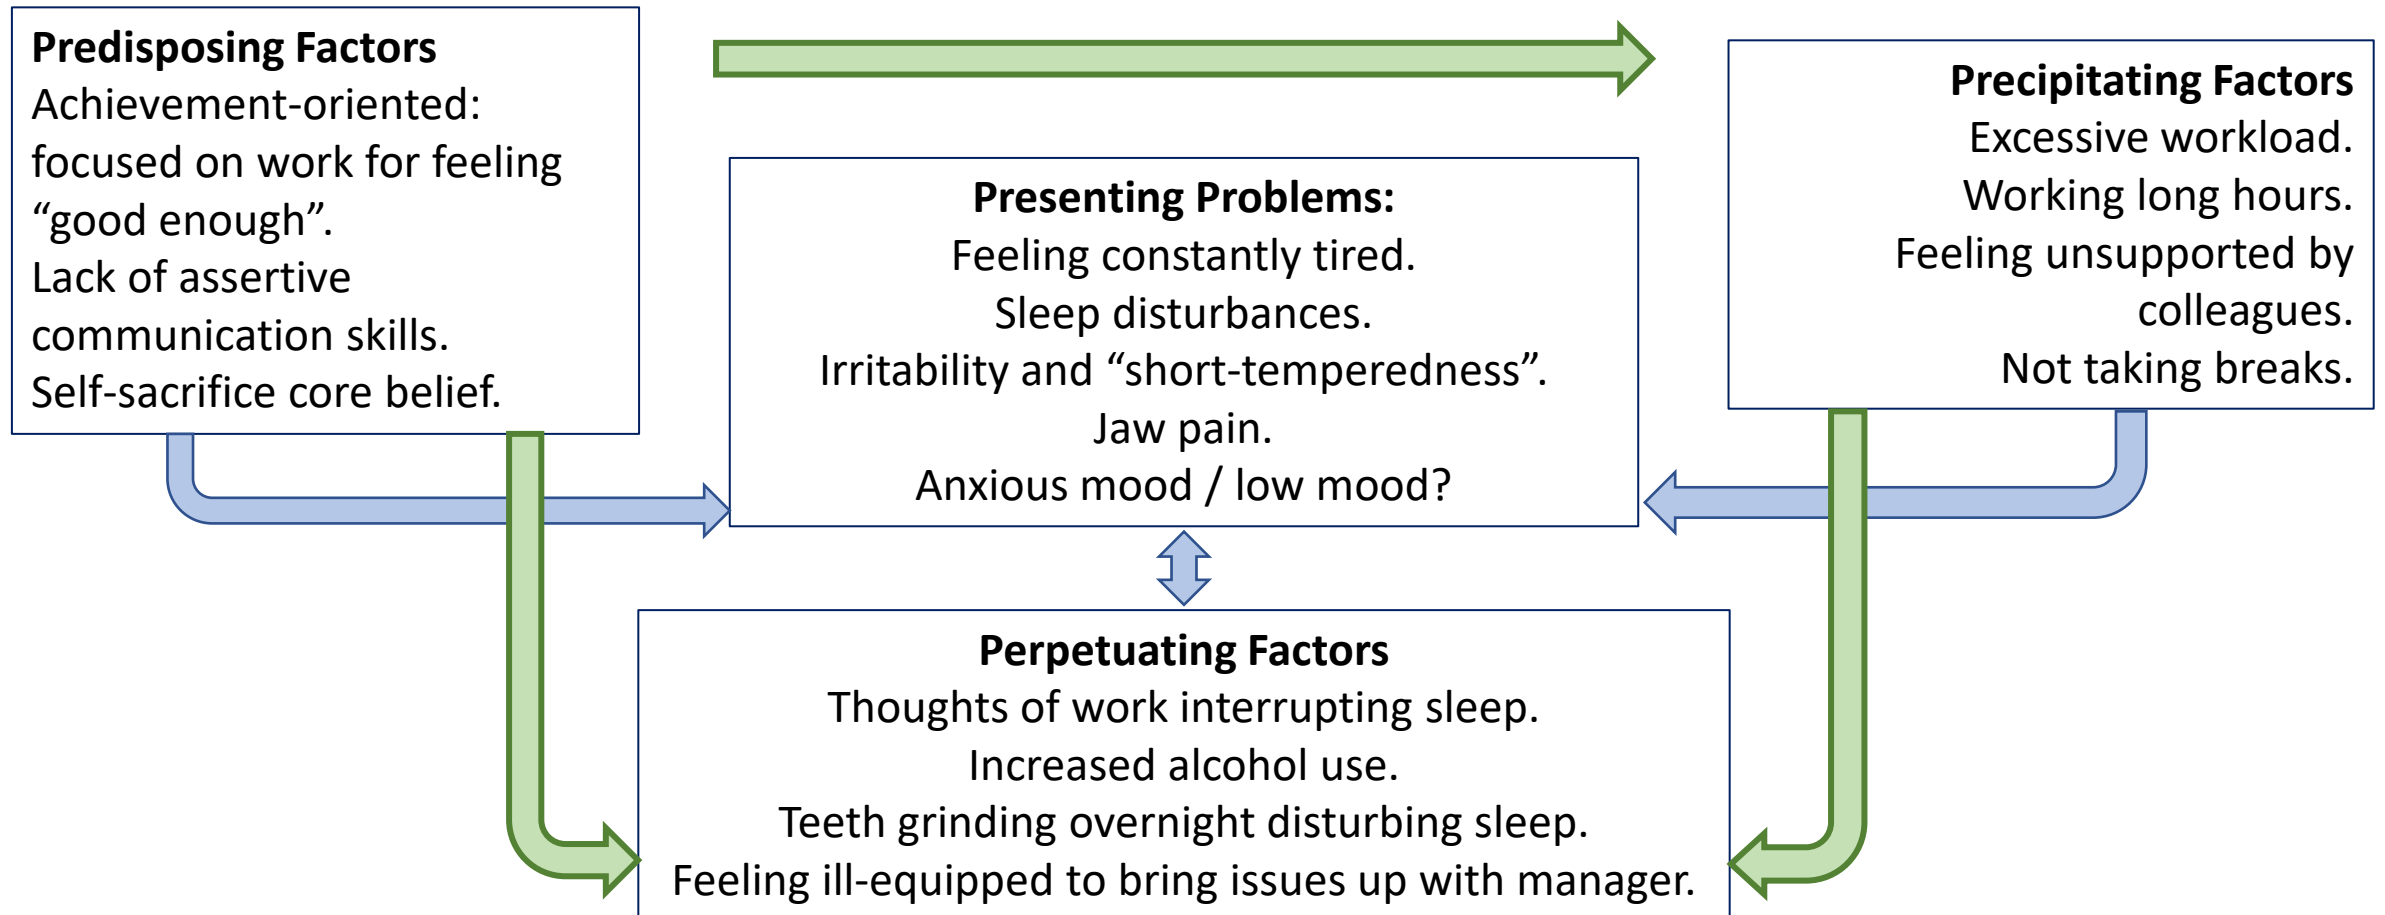 Predisposing Factors
Achievement-oriented:
focused on work for feeling
“good enough”.
Lack of assertive
communication skills.
Self-sacrifice core belief.
Presenting Problems:
Feeling constantly tired.
Sleep disturbances.
Irritability and “short-temperedness”.
Jaw pain.
Anxious mood / low mood?
Precipitating Factors
Excessive workload.
Working long hours.
Feeling unsupported by
colleagues.
Not taking breaks.
Perpetuating Factors
Thoughts of work interrupting sleep.
Increased alcohol use.
Teeth grinding overnight disturbing sleep.
Feeling ill-equipped to bring issues up with manager.